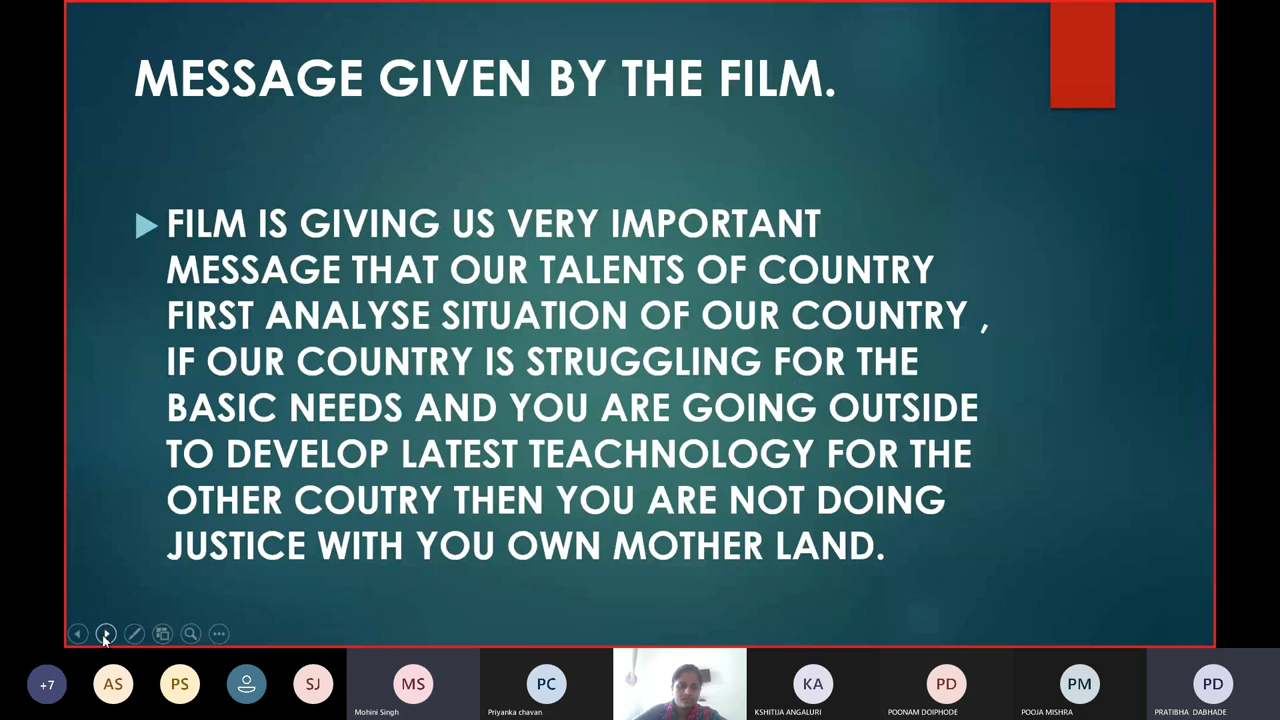 MESSAGE GIVEN BY THE FILM.
FILM IS GIVING US VERY IMPORTANT
MESSAGE THAT OUR TALENTS OF COUNTRY
FIRST ANALYSE SITUATION OF OUR COUNTRY ,
IF OUR COUNTRY IS STRUGGLING FOR THE
BASIC NEEDS AND YOU ARE GOING OUTSIDE
TO DEVELOP LATEST TEACHNOLOGY FOR THE
OTHER COUTRY THEN YOU ARE NOT DOING
JUSTICE WITH YOU OWN MOTHER LAND.
+7 AS PS SJ MS PC KA PD PM PD
Mohini Singh Priyanka chavan KSHITIJA ANGALURI POONAM DOIPHODE POOJA MISHRA PRATIBHA DABHADE